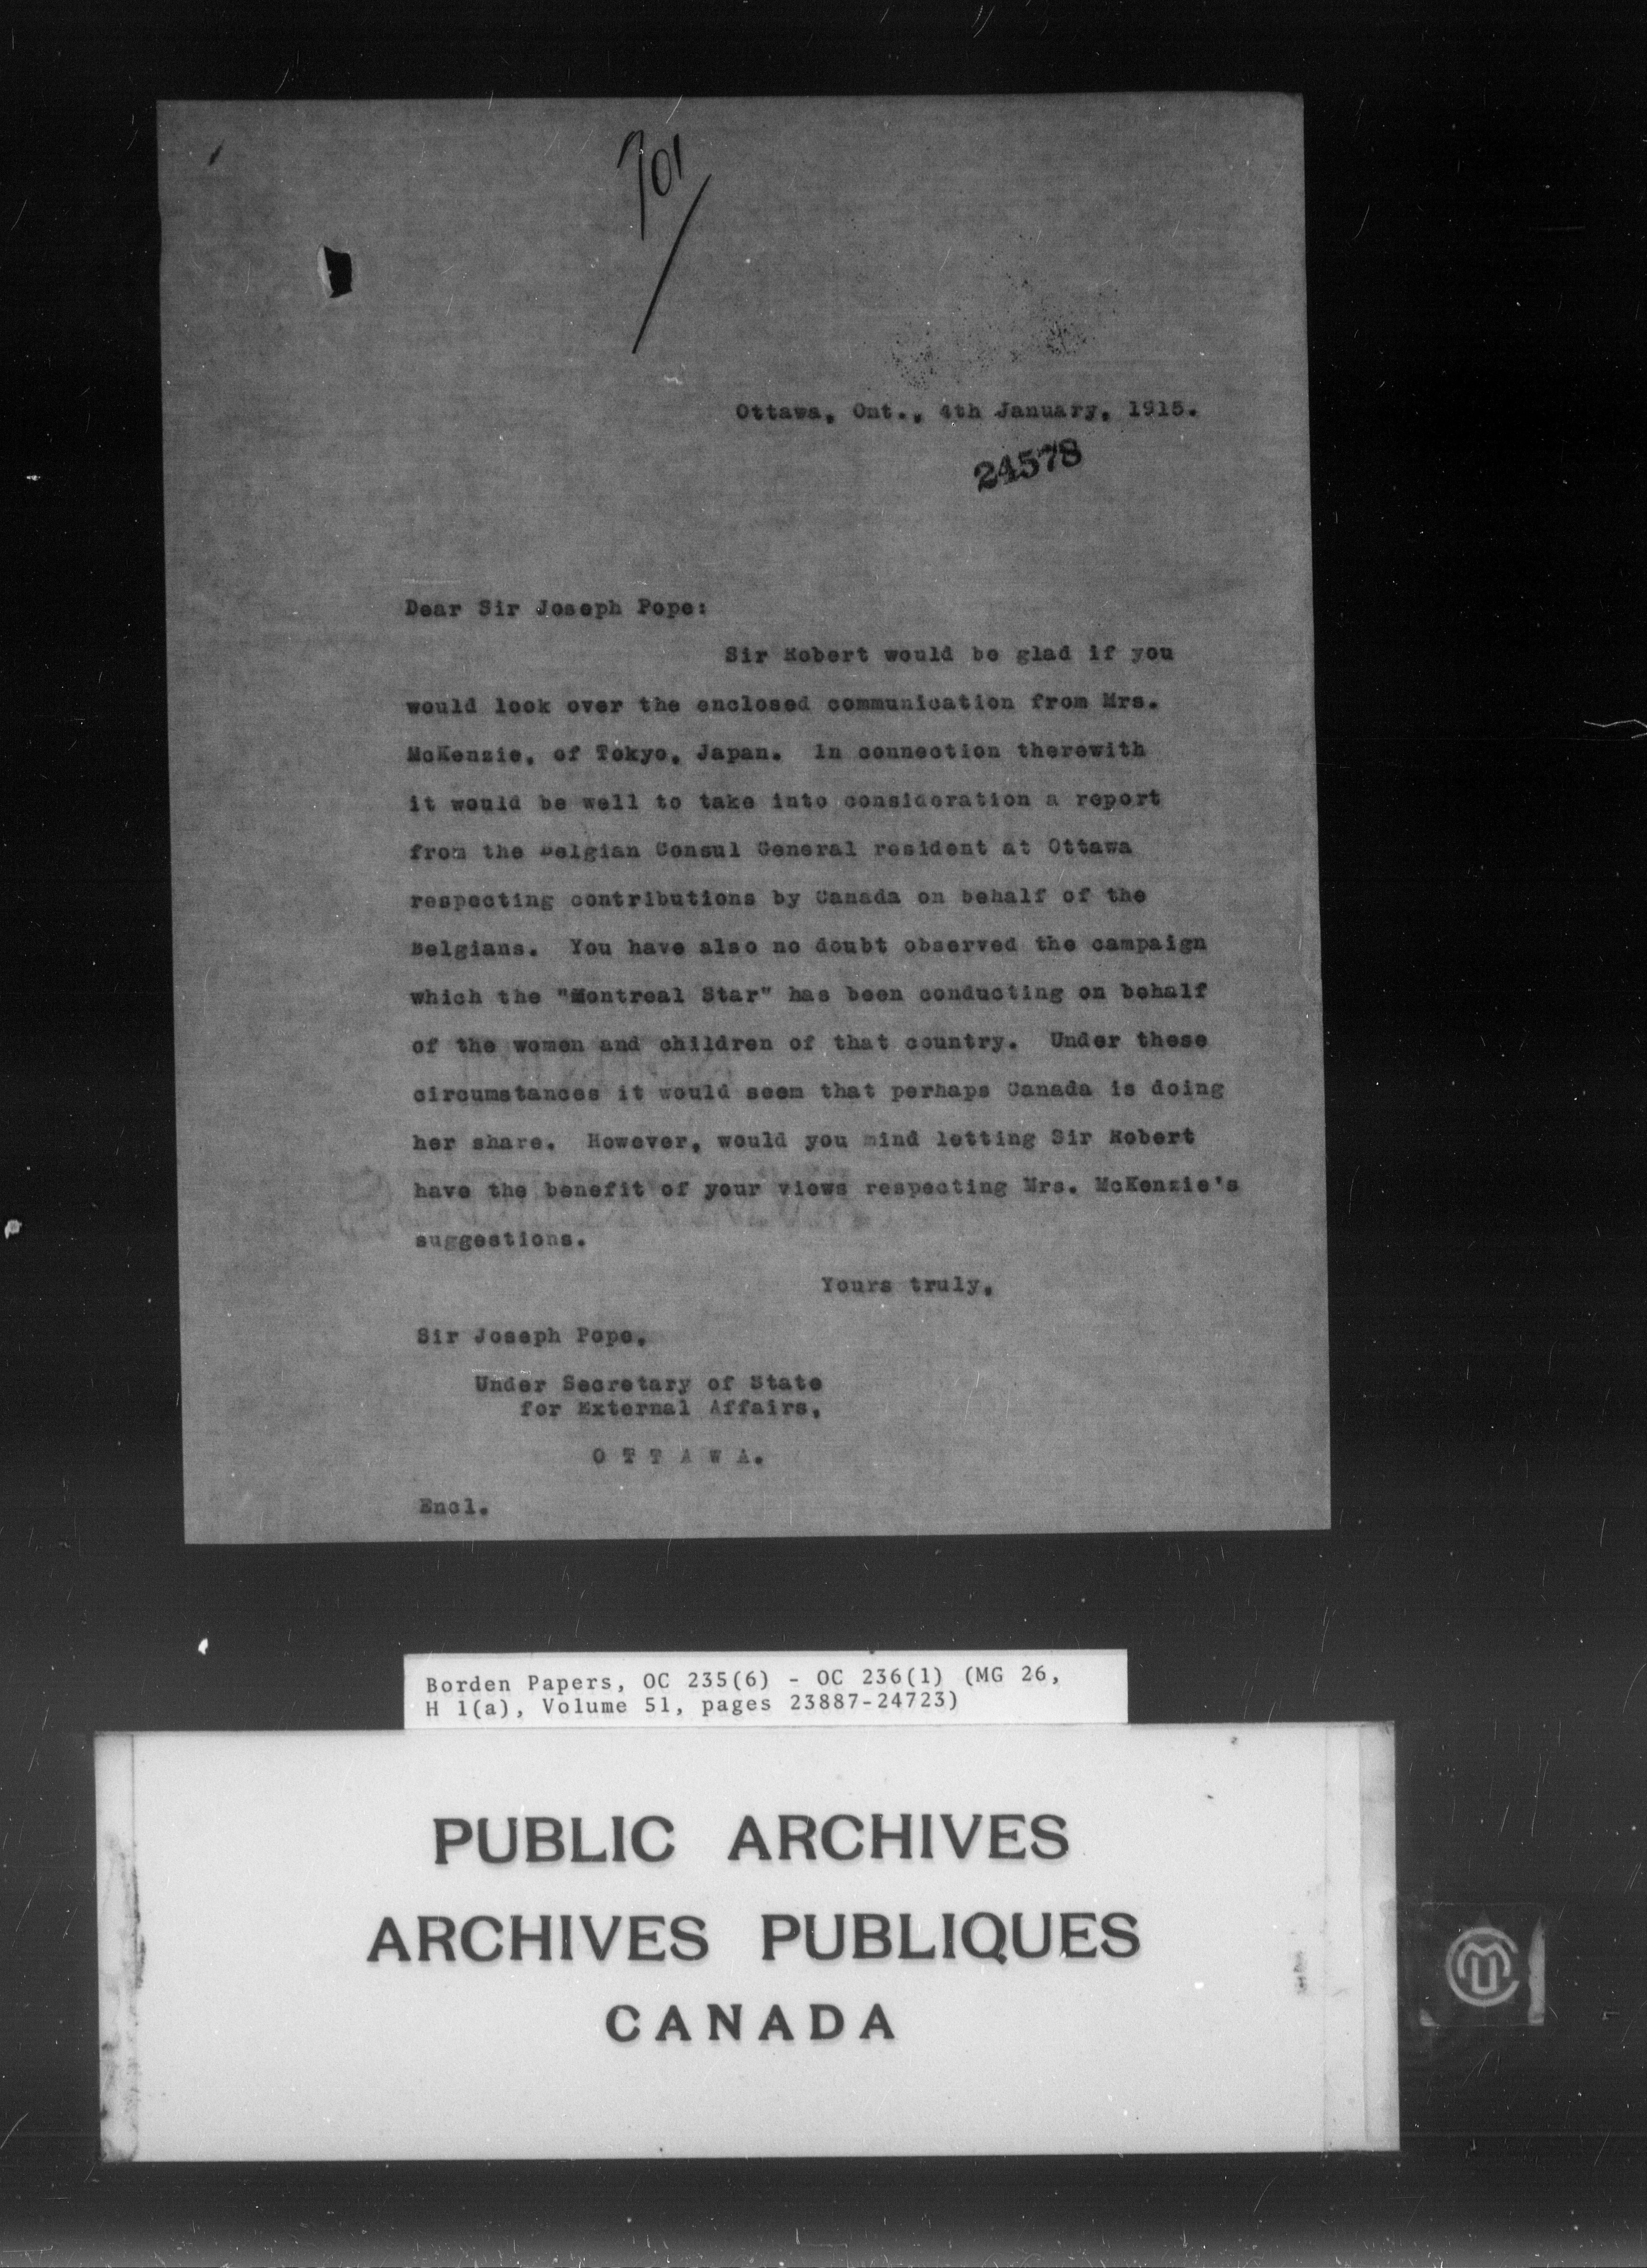 701
Ottawa, Ont., 4th January, 1915.
24578
Dear Sir Joseph Pope:
Sir Robert would be glad if you
would look over the enclosed communication from Mrs.
McKenzie, of Tokyo, Japan. In connection therewith
it would be well to take into consideration a report
from the Belgian Consul General resident at Ottawa
respecting contributions by Canada on behalf of the
Belgians. You have also no doubt observed the campaign
which the "Montreal Star" has been conducting on behalf
of the women and children of that country. Under these
circumstances it would seem that perhaps Canada is doing
her share. However, would you mind letting Sir Robert
have the benefit of your views respecting Mrs. McKenzie's
suggestions.
Yours truly,
Sir Joseph Pope,
Under Secretary of State
for External Affairs,
O T T A W A.
Encl.
Borden Papers, OC 235(6) - OC 236(1) (MG 26,
H 1(a), Volume 51, pages 23887-24723)
PUBLIC ARCHIVES
ARCHIVES PUBLIQUES
CANADA